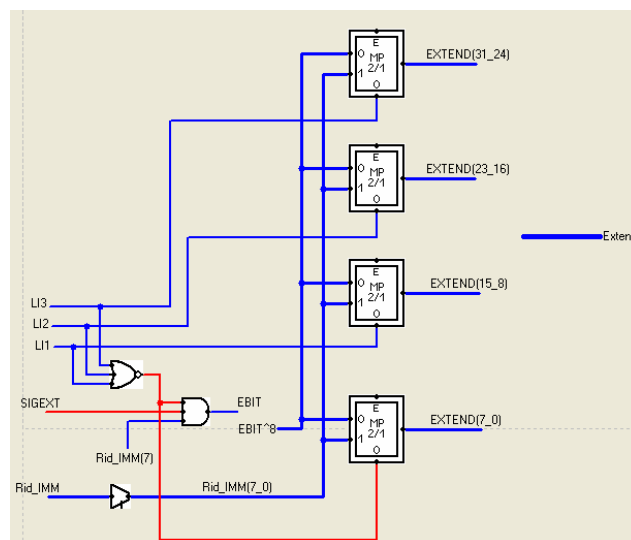 E
0 MP
1 2/1
0
EXTEND(31_24)
E
0 MP
1 2/1
0
EXTEND(23_16)
Exten
E
0 MP
1 2/1
0
EXTEND(15_8)
LI3
LI2
LI1
SIGEXT
EBIT
E
0 MP
1 2/1
0
EXTEND(7_0)
EBIT^8
Rid_IMM(7)
Rid_IMM
Rid_IMM(7_0)